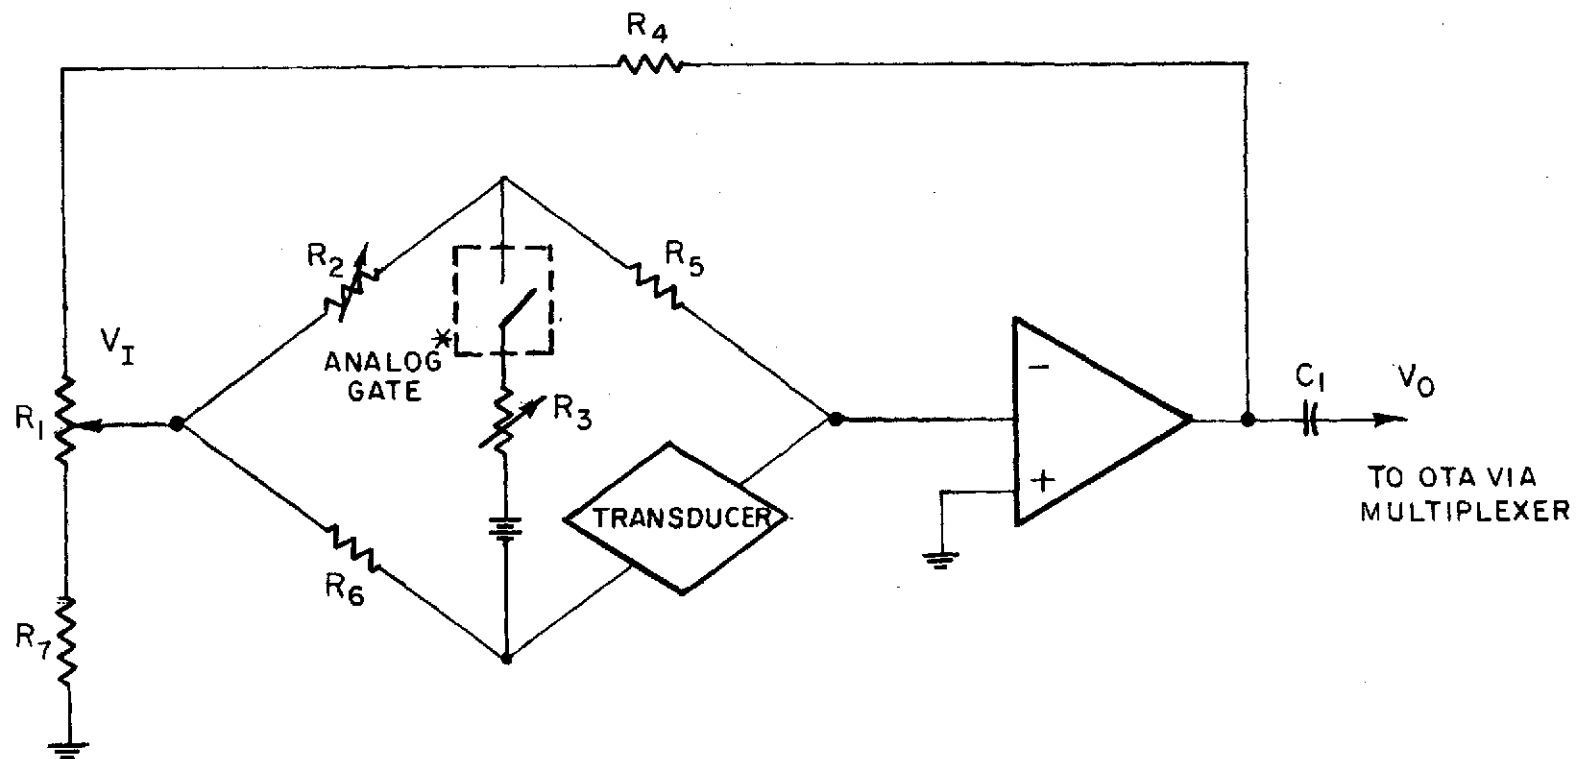 R4
R2
R5
VI
*
ANALOG
GATE
R3
R1
C1
VO
TRANSDUCER
-
+
TO OTA VIA
MULTIPLEXER
R6
R7